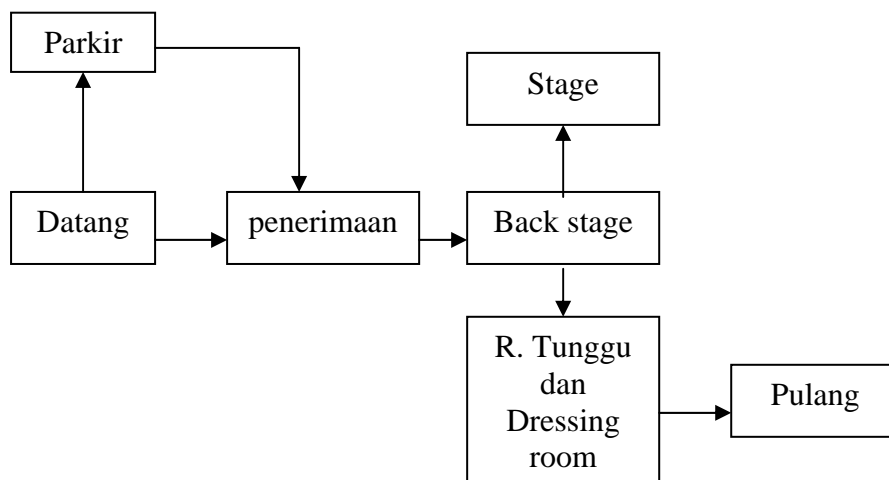 Parkir
Stage
Datang
penerimaan
Back stage
R. Tunggu
dan
Dressing
room
Pulang